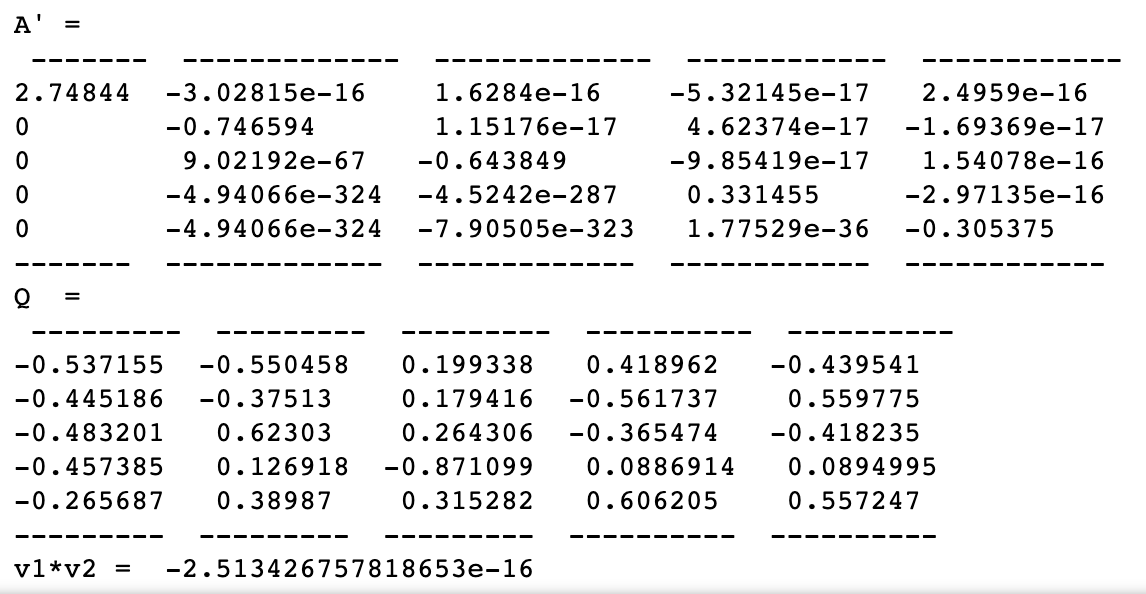 A' =
 -------  -------------  -------------  ------------  ------------
2.74844  -3.02815e-16    1.6284e-16    -5.32145e-17   2.4959e-16
0        -0.746594       1.15176e-17    4.62374e-17  -1.69369e-17
0         9.02192e-67   -0.643849      -9.85419e-17   1.54078e-16
0        -4.94066e-324  -4.5242e-287    0.331455     -2.97135e-16
0        -4.94066e-324  -7.90505e-323   1.77529e-36  -0.305375
-------  -------------  -------------  ------------  ------------
Q  =
 ---------  ---------  ---------  ----------  ----------
-0.537155  -0.550458   0.199338   0.418962   -0.439541
-0.445186  -0.37513    0.179416  -0.561737    0.559775
-0.483201   0.62303    0.264306  -0.365474   -0.418235
-0.457385   0.126918  -0.871099   0.0886914   0.0894995
-0.265687   0.38987    0.315282   0.606205    0.557247
---------  ---------  ---------  ----------  ----------
v1*v2 =  -2.513426757818653e-16